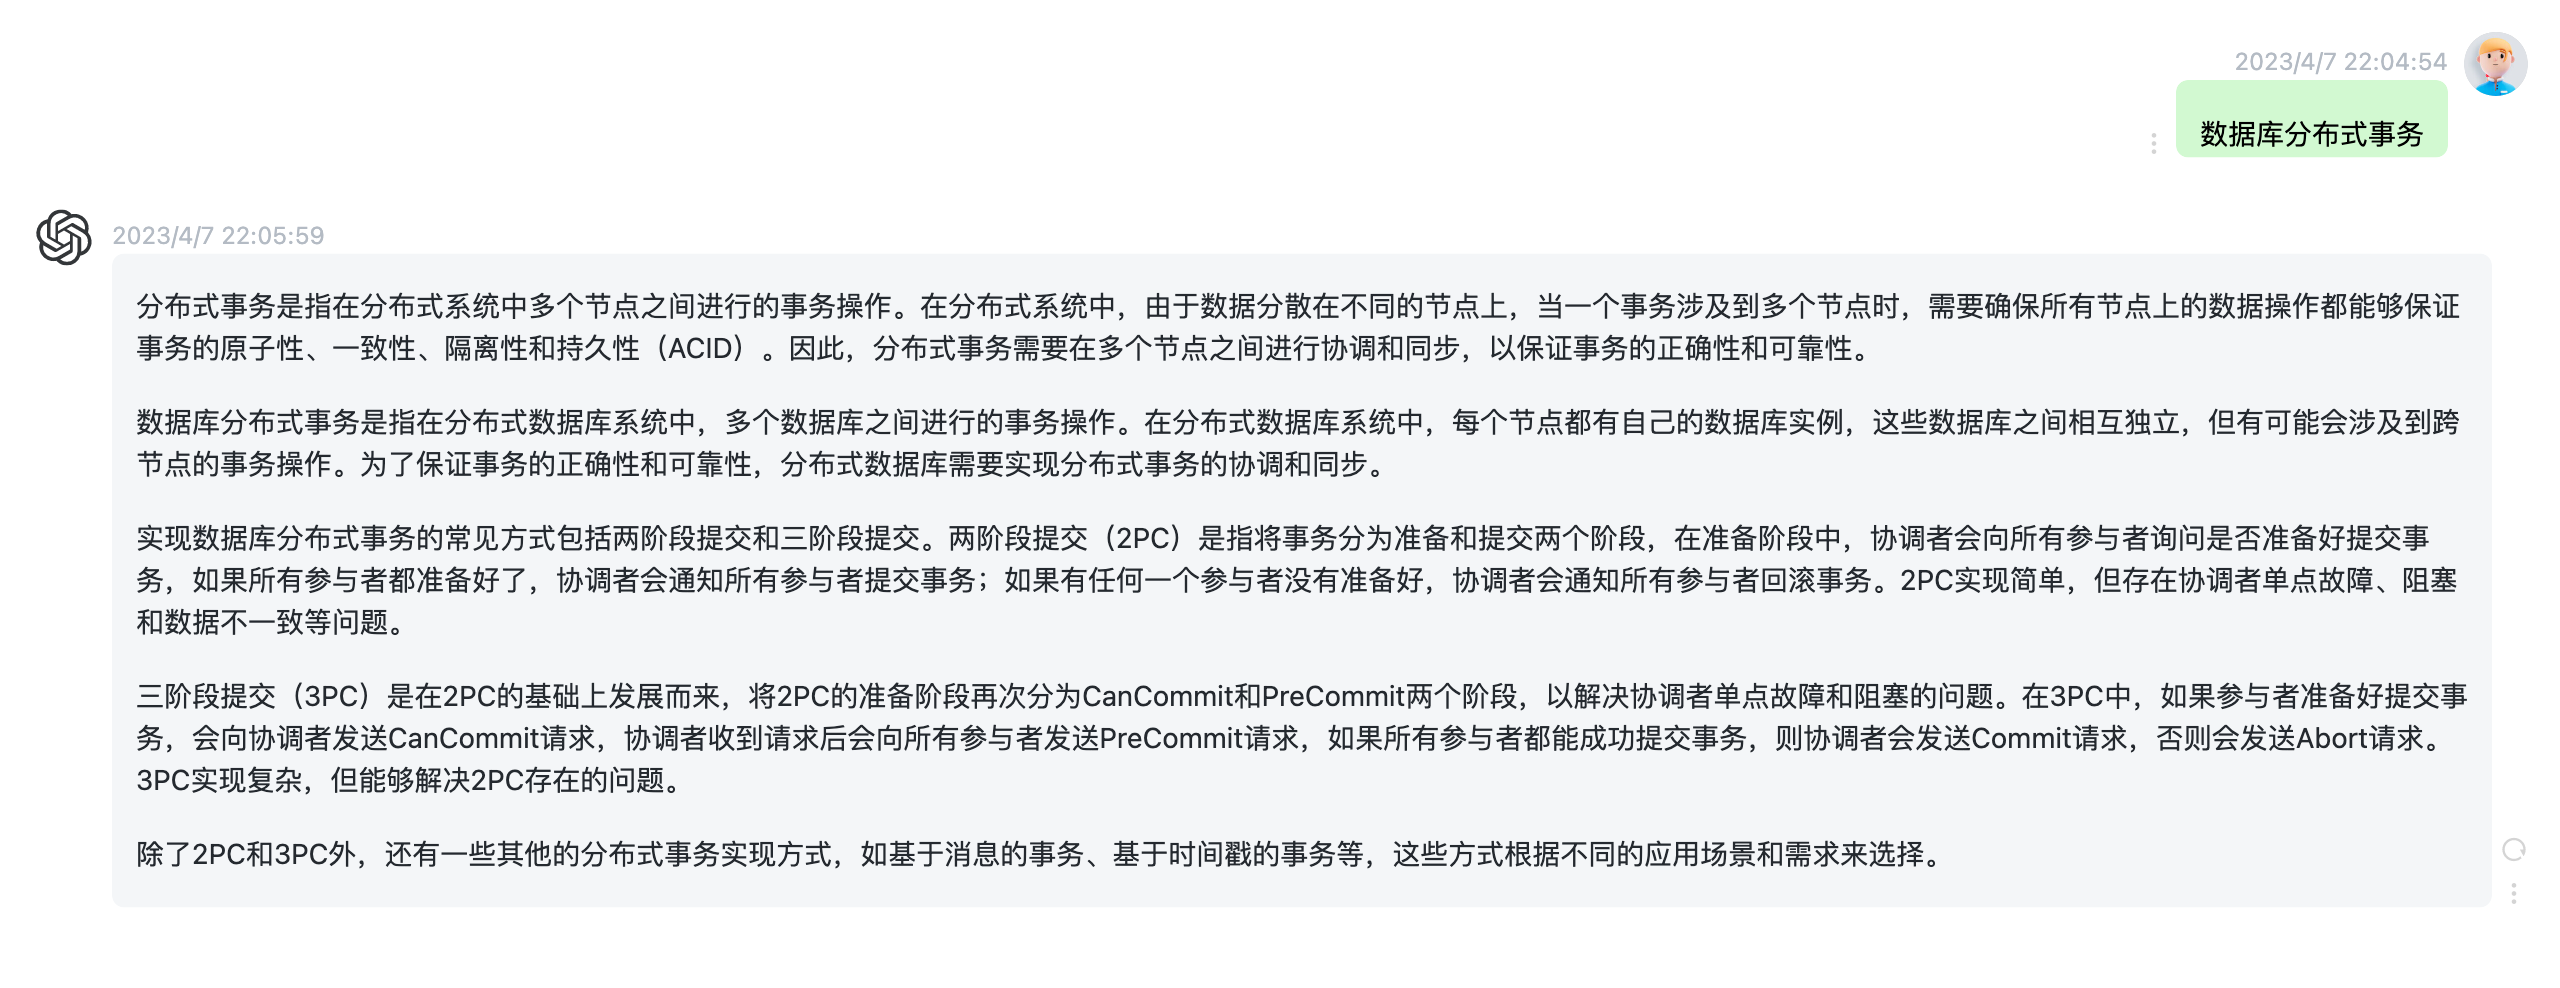 2023/4/7 22:04:54
数据库分布式事务
2023/4/7 22:05:59
分布式事务是指在分布式系统中多个节点之间进行的事务操作。在分布式系统中，由于数据分散在不同的节点上，当一个事务涉及到多个节点时，需要确保所有节点上的数据操作都能够保证
事务的原子性、一致性、隔离性和持久性（ACID）。因此，分布式事务需要在多个节点之间进行协调和同步，以保证事务的正确性和可靠性。
数据库分布式事务是指在分布式数据库系统中，多个数据库之间进行的事务操作。在分布式数据库系统中，每个节点都有自己的数据库实例，这些数据库之间相互独立，但有可能会涉及到跨
节点的事务操作。为了保证事务的正确性和可靠性，分布式数据库需要实现分布式事务的协调和同步。
实现数据库分布式事务的常见方式包括两阶段提交和三阶段提交。两阶段提交（2PC）是指将事务分为准备和提交两个阶段，在准备阶段中，协调者会向所有参与者询问是否准备好提交事
务，如果所有参与者都准备好了，协调者会通知所有参与者提交事务；如果有任何一个参与者没有准备好，协调者会通知所有参与者回滚事务。2PC实现简单，但存在协调者单点故障、阻塞
和数据不一致等问题。
三阶段提交（3PC）是在2PC的基础上发展而来，将2PC的准备阶段再次分为CanCommit和PreCommit两个阶段，以解决协调者单点故障和阻塞的问题。在3PC中，如果参与者准备好提交事
务，会向协调者发送CanCommit请求，协调者收到请求后会向所有参与者发送PreCommit请求，如果所有参与者都能成功提交事务，则协调者会发送Commit请求，否则会发送Abort请求。
3PC实现复杂，但能够解决2PC存在的问题。
除了2PC和3PC外，还有一些其他的分布式事务实现方式，如基于消息的事务、基于时间戳的事务等，这些方式根据不同的应用场景和需求来选择。